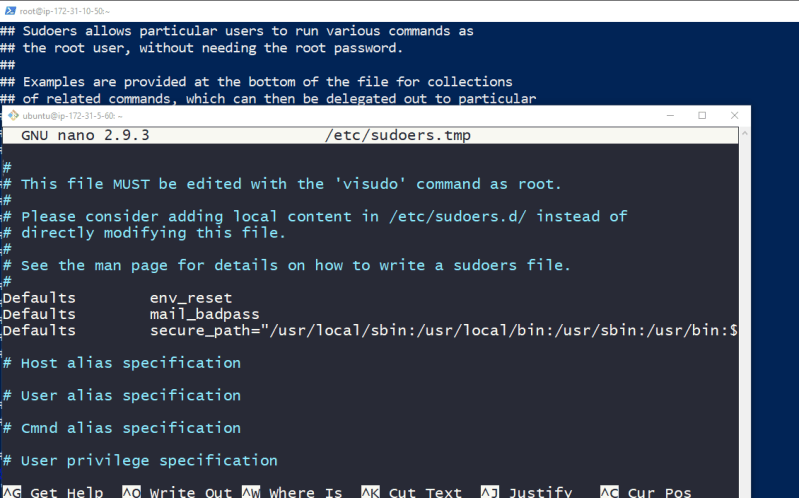 root@ip-172-31-10-50:~
## Sudoers allows particular users to run various commands as
## the root user, without needing the root password.
##
## Examples are provided at the bottom of the file for collections
## of related commands, which can then be delegated out to particular
ubuntu@ip-172-31-5-60: ~
GNU nano 2.9.3 /etc/sudoers.tmp
#
# This file MUST be edited with the 'visudo' command as root.
#
# Please consider adding local content in /etc/sudoers.d/ instead of
# directly modifying this file.
#
# See the man page for details on how to write a sudoers file.
#
Defaults env_reset
Defaults mail_badpass
Defaults secure_path="/usr/local/sbin:/usr/local/bin:/usr/sbin:/usr/bin:$
# Host alias specification
# User alias specification
# Cmnd alias specification
# User privilege specification
^G Get Help ^O Write Out ^W Where Is ^K Cut Text ^J Justify ^C Cur Pos